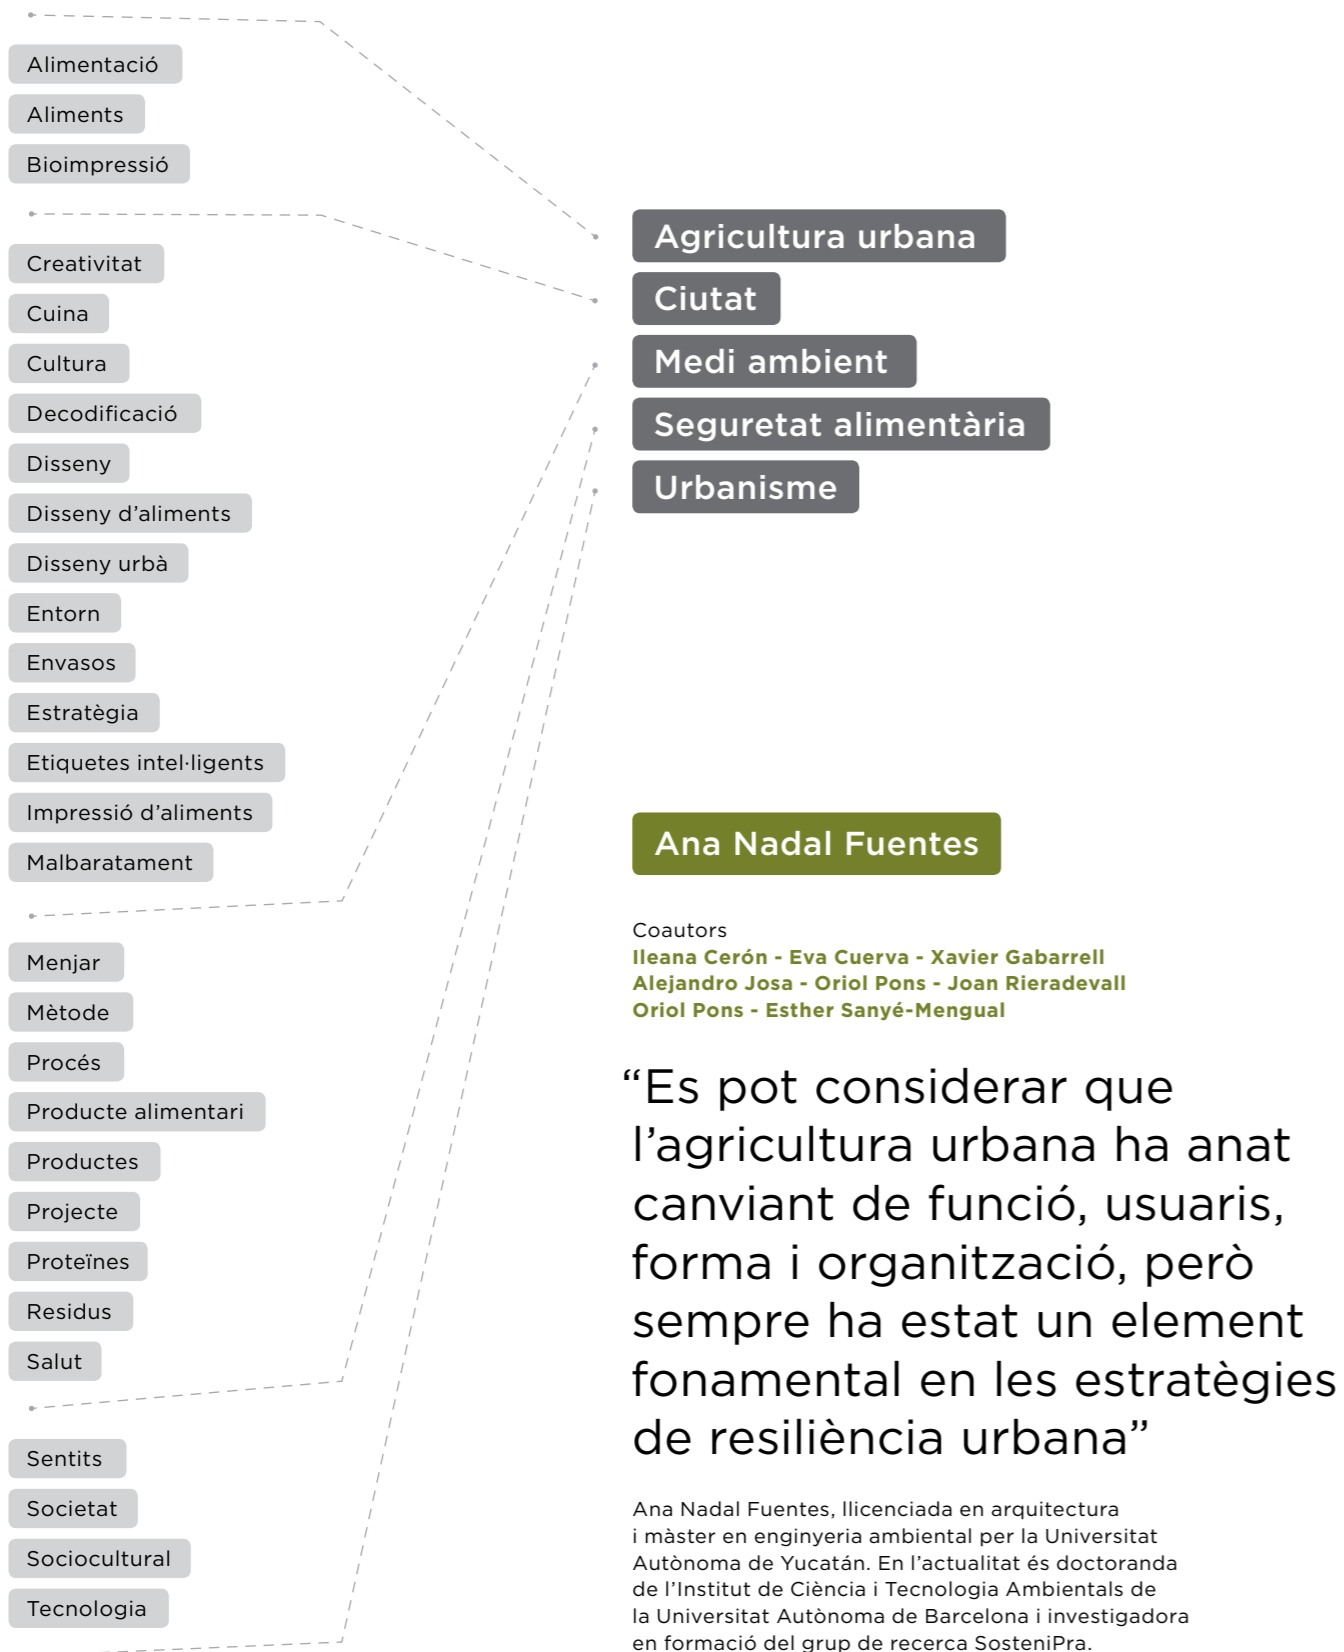 Alimentació
Aliments
Bioimpressió
Creativitat
Cuina
Cultura
Decodificació
Disseny
Disseny d’aliments
Disseny urbà
Entorn
Envasos
Estratègia
Etiquetes intel·ligents
Impressió d’aliments
Malbaratament
Menjar
Mètode
Procés
Producte alimentari
Productes
Projecte
Proteïnes
Residus
Salut
Sentits
Societat
Sociocultural
Tecnologia
Agricultura urbana
Ciutat
Medi ambient
Seguretat alimentària
Urbanisme
Ana Nadal Fuentes
Coautors
Ileana Cerón - Eva Cuerva - Xavier Gabarrell
Alejandro Josa - Oriol Pons - Joan Rieradevall
Oriol Pons - Esther Sanyé-Mengual
“Es pot considerar que
l’agricultura urbana ha anat
canviant de funció, usuaris,
forma i organització, però
sempre ha estat un element
fonamental en les estratègies
de resiliència urbana”
Ana Nadal Fuentes, llicenciada en arquitectura
i màster en enginyeria ambiental per la Universitat
Autònoma de Yucatán. En l’actualitat és doctoranda
de l’Institut de Ciència i Tecnologia Ambientals de
la Universitat Autònoma de Barcelona i investigadora
en formació del grup de recerca SosteniPra.